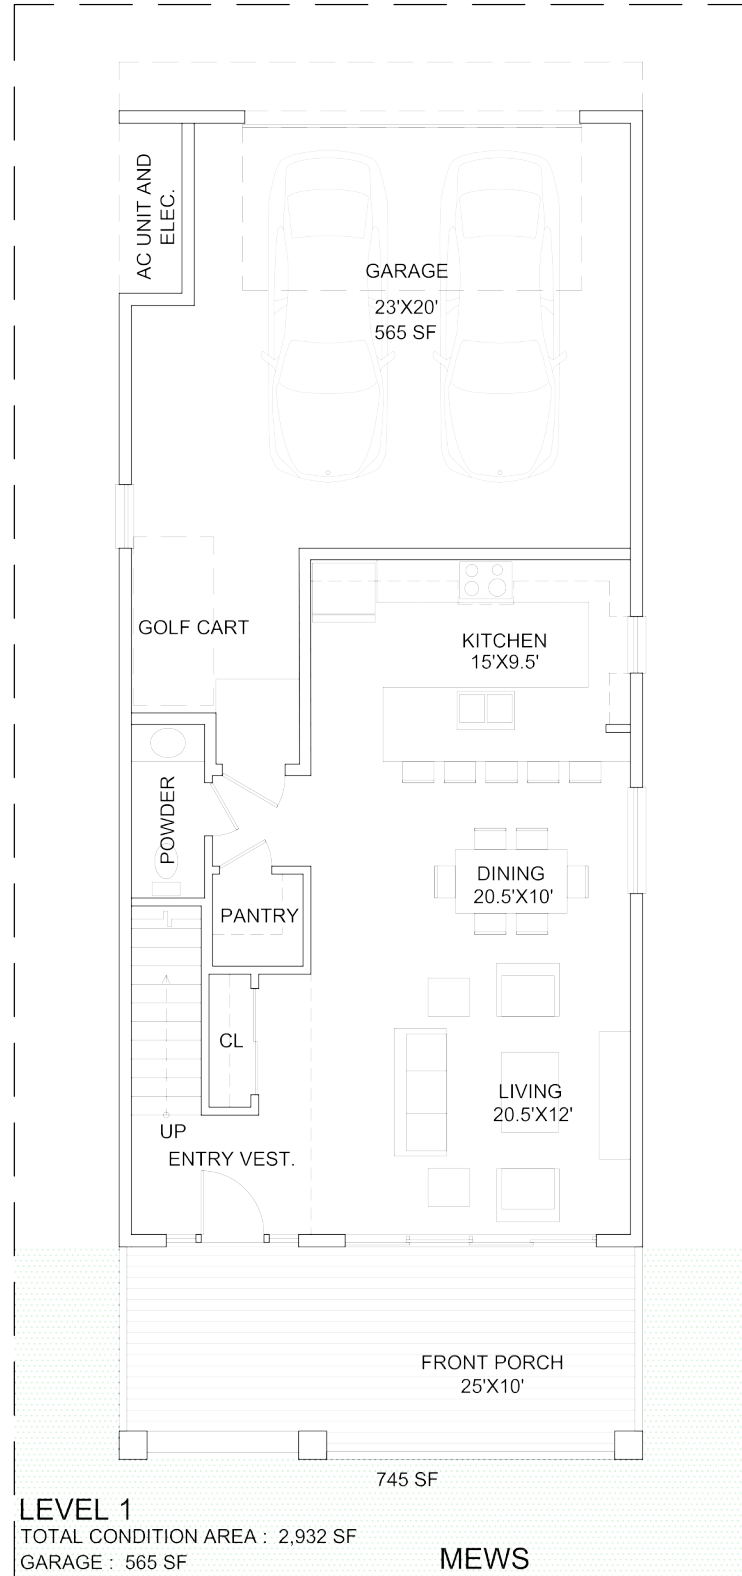 AC UNIT AND
ELEC.
GARAGE
23'X20'
565 SF
GOLF CART
KITCHEN
15'X9.5'
POWDER
DINING
20.5'X10'
PANTRY
CL
LIVING
20.5'X12'
UP
ENTRY VEST.
FRONT PORCH
25'X10'
745 SF
LEVEL 1
TOTAL CONDITION AREA : 2,932 SF
GARAGE : 565 SF
MEWS